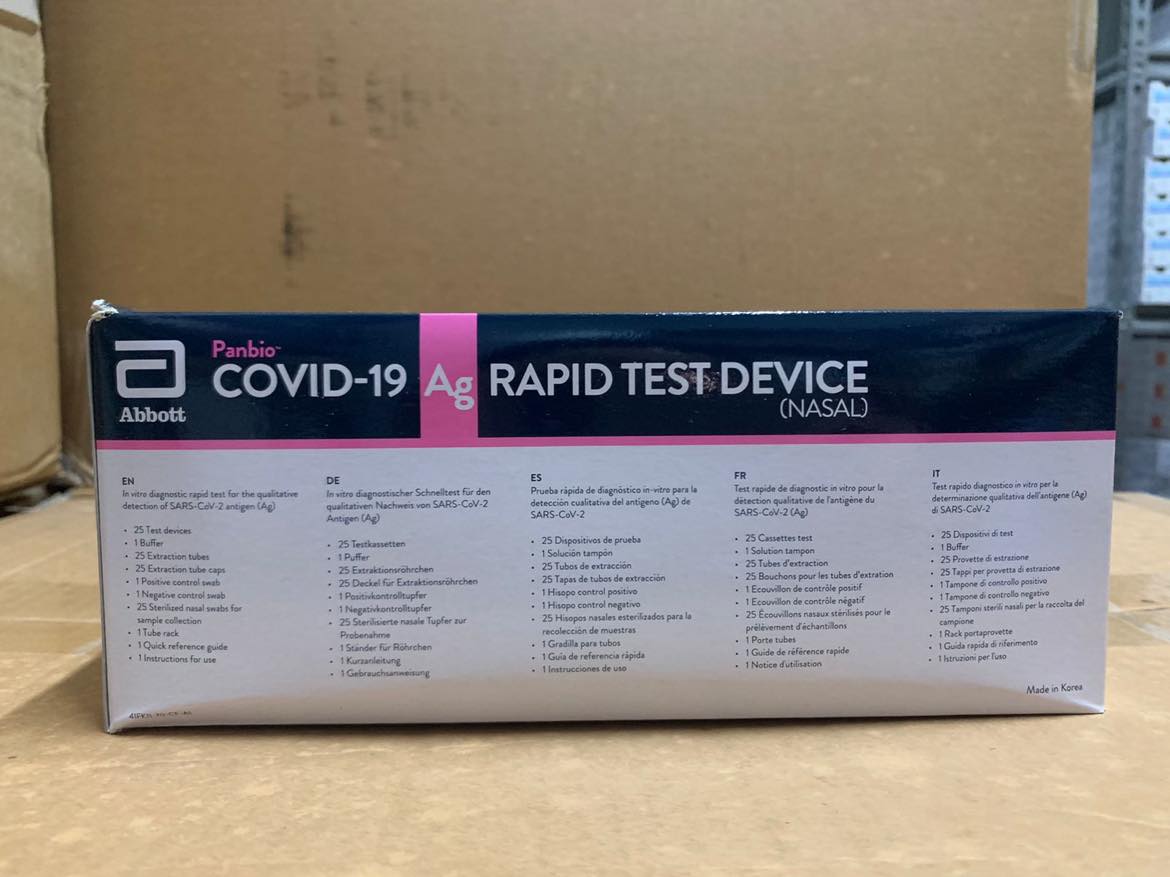 Panbio™
COVID-19 Ag RAPID TEST DEVICE
(NASAL)
Abbott
EN
In vitro diagnostic rapid test for the qualitative
detection of SARS-CoV-2 antigen (Ag)
• 25 Test devices
• 1 Buffer
• 25 Extraction tubes
• 25 Extraction tube caps
• 1 Positive control swab
• 1 Negative control swab
• 25 Sterilized nasal swabs for
sample collection
• 1 Tube rack
• 1 Quick reference guide
• 1 Instructions for use
DE
In vitro diagnostischer Schnelltest für den
qualitativen Nachweis von SARS-CoV-2
Antigen (Ag)
• 25 Testkassetten
• 1 Puffer
• 25 Extraktionsröhrchen
• 25 Deckel für Extraktionsröhrchen
• 1 Positivkontrolltupfer
• 1 Negativkontrolltupfer
• 25 Sterilisierte nasale Tupfer zur
Probenahme
• 1 Ständer für Röhrchen
• 1 Kurzanleitung
• 1 Gebrauchsanweisung
ES
Prueba rápida de diagnóstico in-vitro para la
detección cualitativa del antígeno (Ag) de
SARS-CoV-2
• 25 Dispositivos de prueba
• 1 Solución tampón
• 25 Tubos de extracción
• 25 Tapas de tubos de extracción
• 1 Hisopo control positivo
• 1 Hisopo control negativo
• 25 Hisopos nasales esterilizados para la
recolección de muestras
• 1 Gradilla para tubos
• 1 Guía de referencia rápida
• 1 Instrucciones de uso
FR
Test rapide de diagnostic in vitro pour la
détection qualitative de l'antigène du
SARS-CoV-2 (Ag)
• 25 Cassettes test
• 1 Solution tampon
• 25 Tubes d'extraction
• 25 Bouchons pour les tubes d'extration
• 1 Ecouvillon de contrôle positif
• 1 Ecouvillon de contrôle négatif
• 25 Écouvillons nasaux stérilisés pour le
prélèvement d'échantillons
• 1 Porte tubes
• 1 Guide de référence rapide
• 1 Notice d'utilisation
IT
Test rapido diagnostico in vitro per la
determinazione qualitativa dell'antigene (Ag)
di SARS-CoV-2
• 25 Dispositivi di test
• 1 Buffer
• 25 Provette di estrazione
• 25 Tappi per provetta di estrazione
• 1 Tampone di controllo positivo
• 1 Tampone di controllo negativo
• 25 Tamponi sterili nasali per la raccolta del
campione
• 1 Rack portaprovette
• 1 Guida rapida di riferimento
• 1 Istruzioni per l'uso
Made in Korea